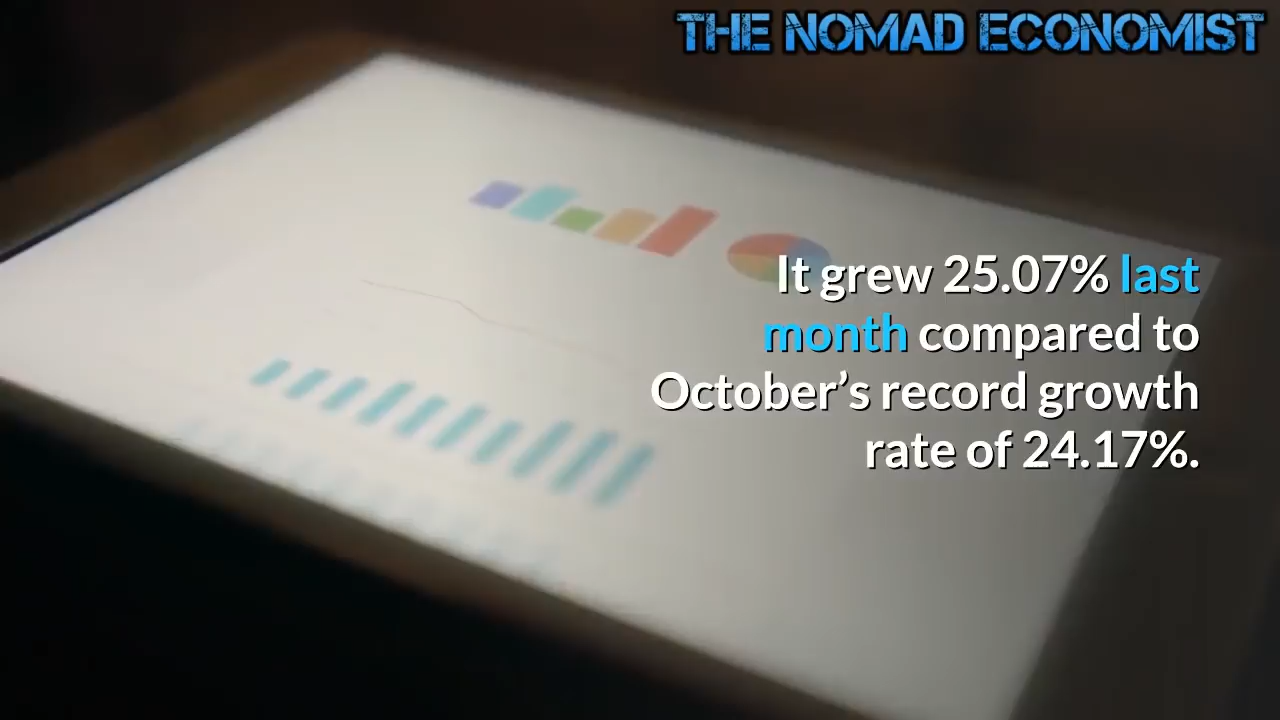 THE NOMAD ECONOMIST
It grew 25.07% last
month compared to
October’s record growth
rate of 24.17%.